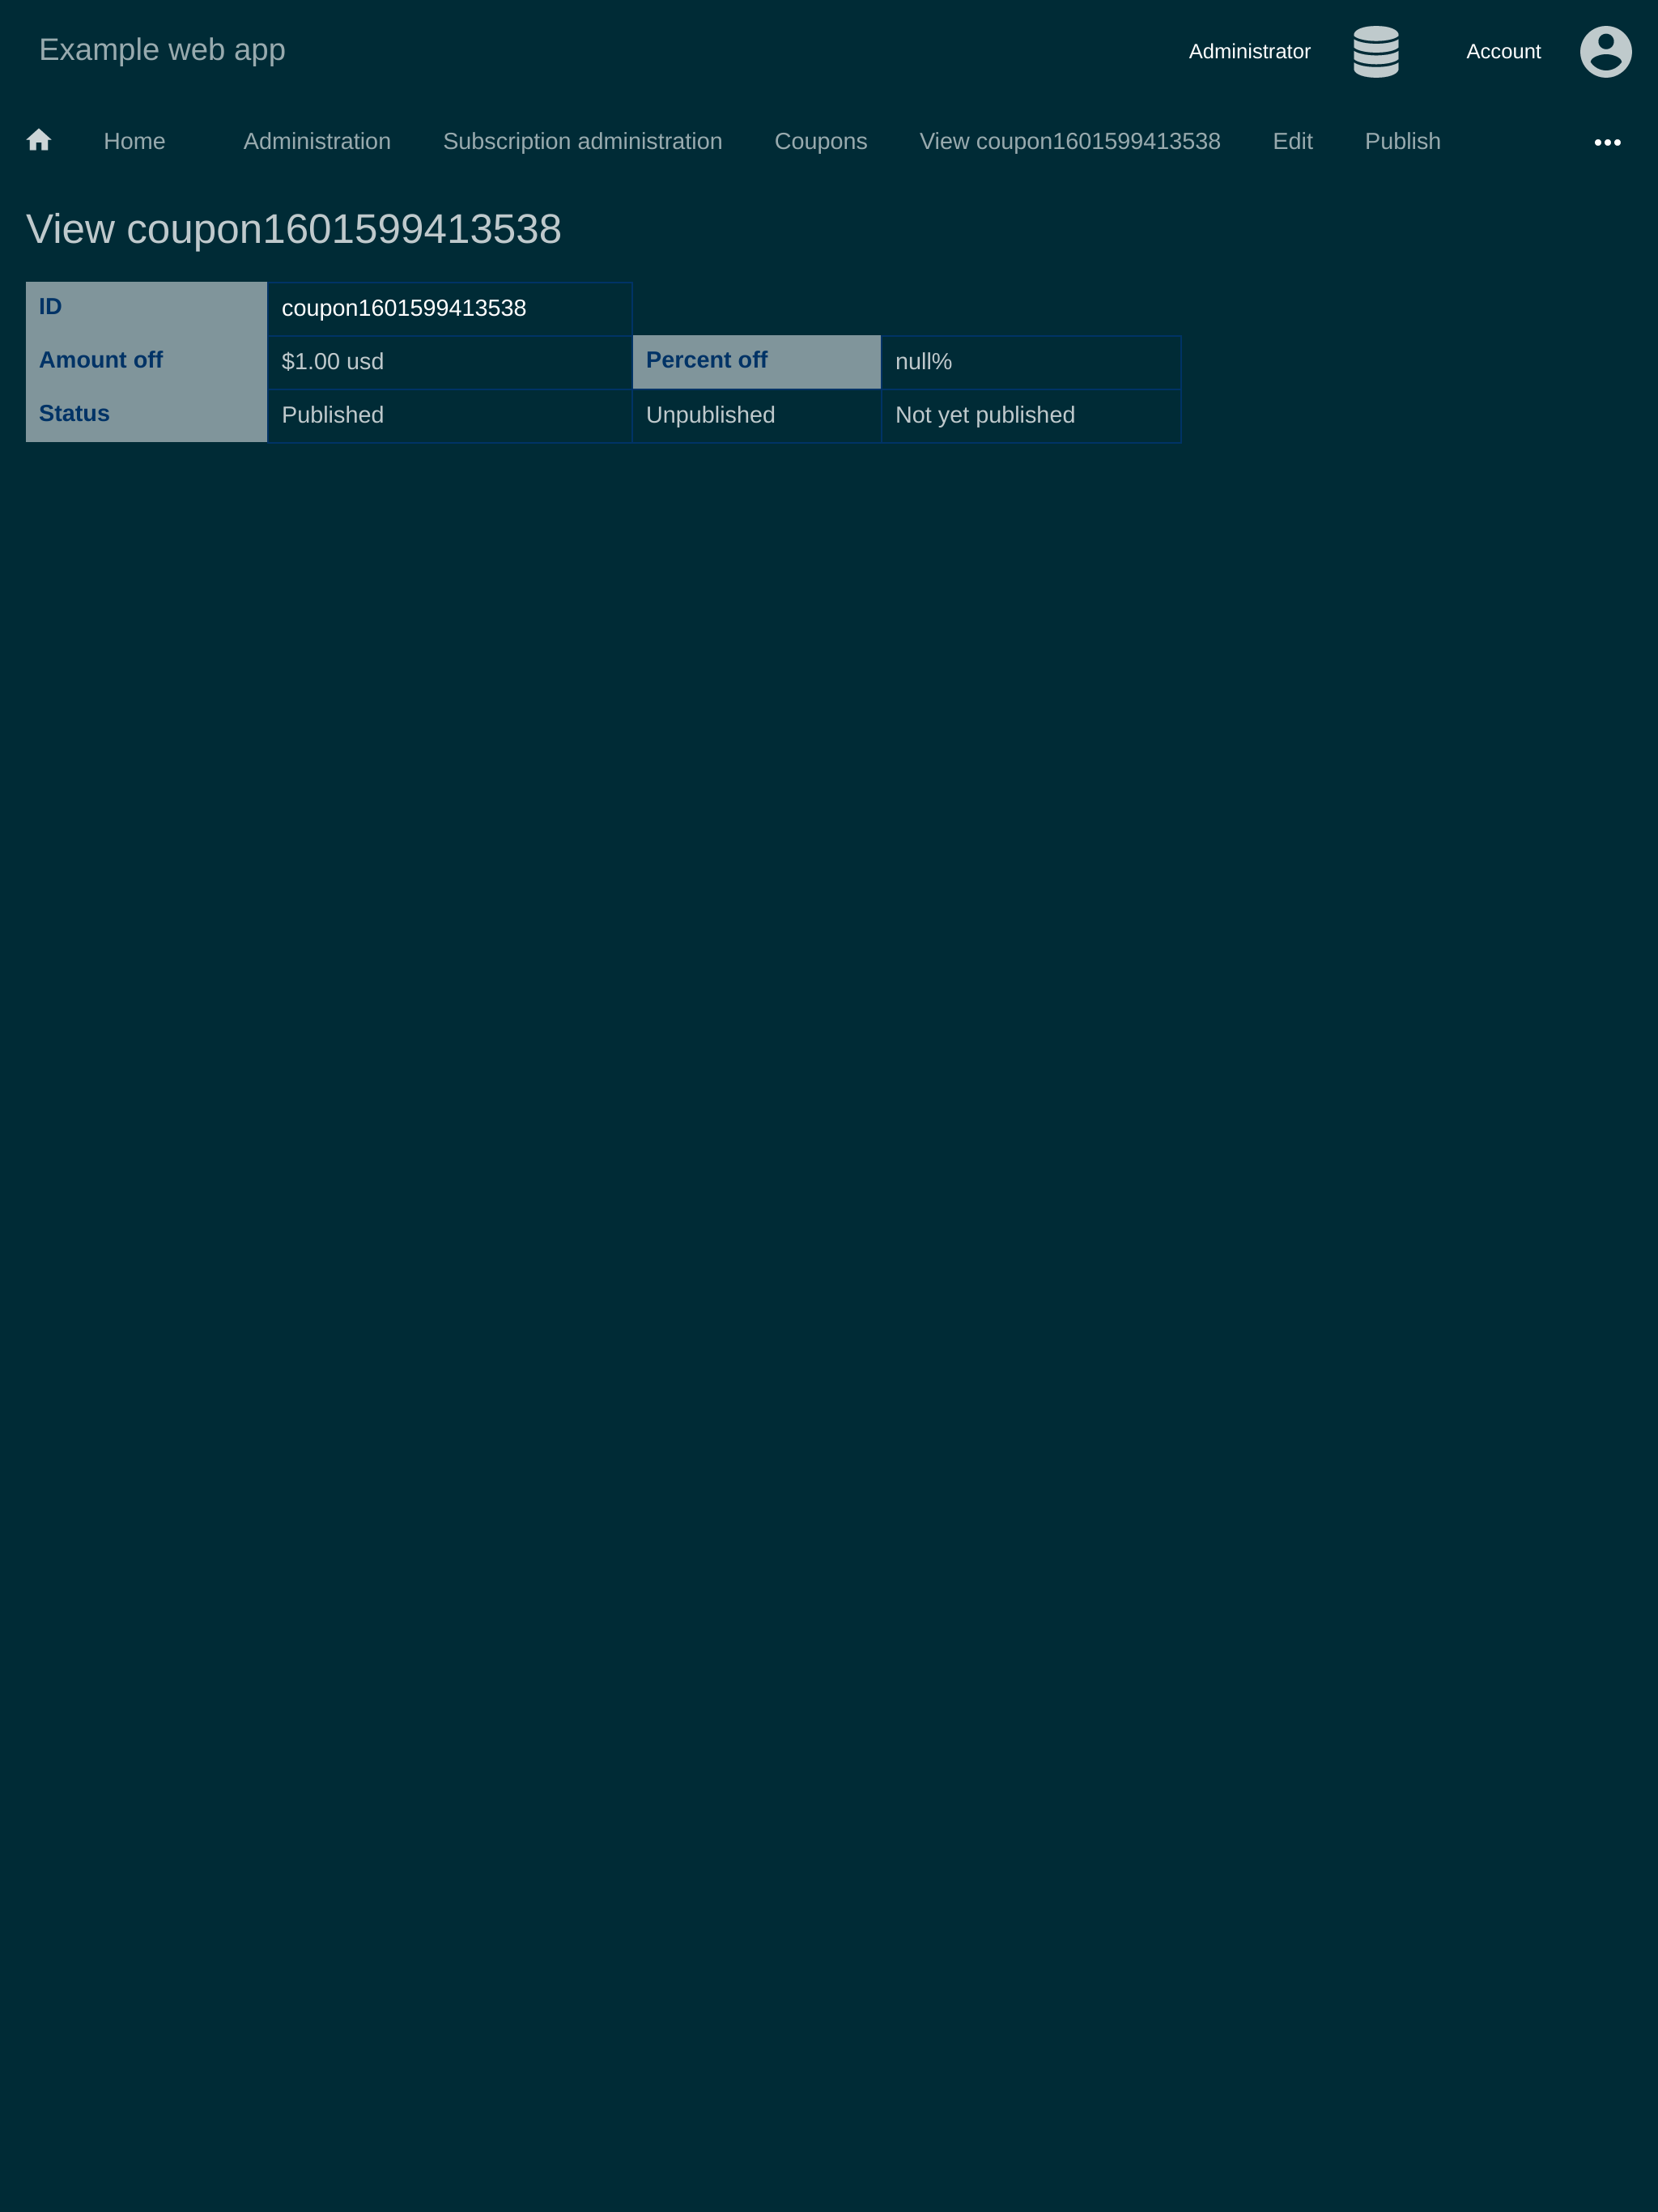 Example web app
Administrator Account
Home Administration Subscription administration Coupons View coupon1601599413538 Edit Publish
View coupon1601599413538
ID coupon1601599413538
Amount off $1.00 usd Percent off null%
Status Published Unpublished Not yet published